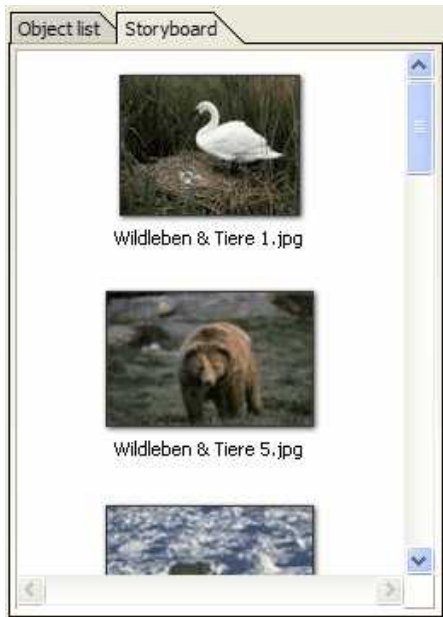 Object list Storyboard
Wildleben & Tiere 1.jpg
Wildleben & Tiere 5.jpg